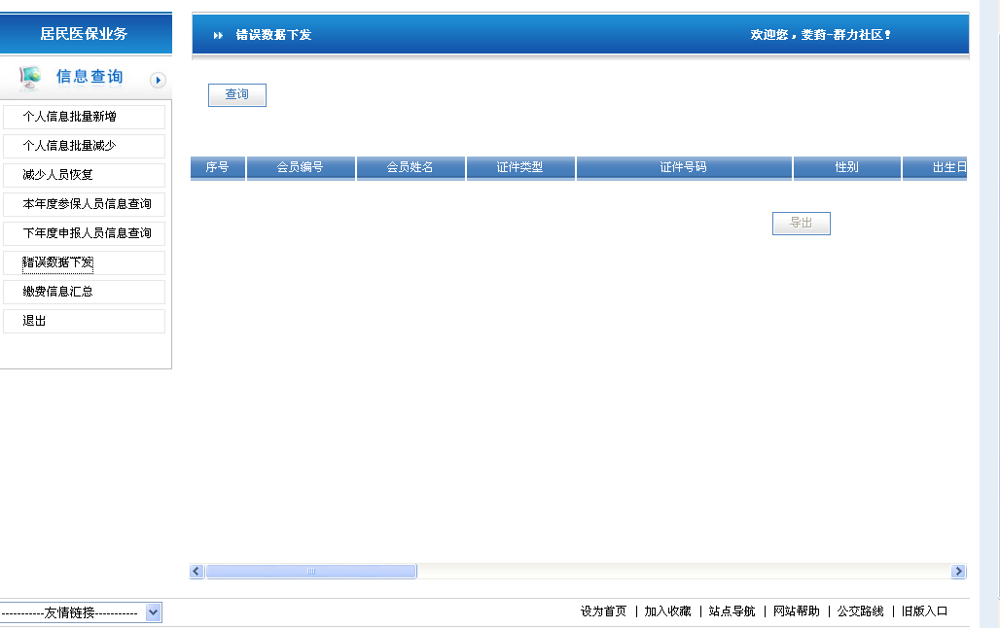 居民医保业务
错误数据下发
欢迎您，娄莉-群力社区！
信息查询
查询
个人信息批量新增
个人信息批量减少
减少人员恢复
本年度参保人员信息查询
下年度申报人员信息查询
错误数据下发
缴费信息汇总
退出
序号 会员编号 会员姓名 证件类型 证件号码 性别 出生日
导出
----------友情链接----------
设为首页 | 加入收藏 | 站点导航 | 网站帮助 | 公交路线 | 旧版入口